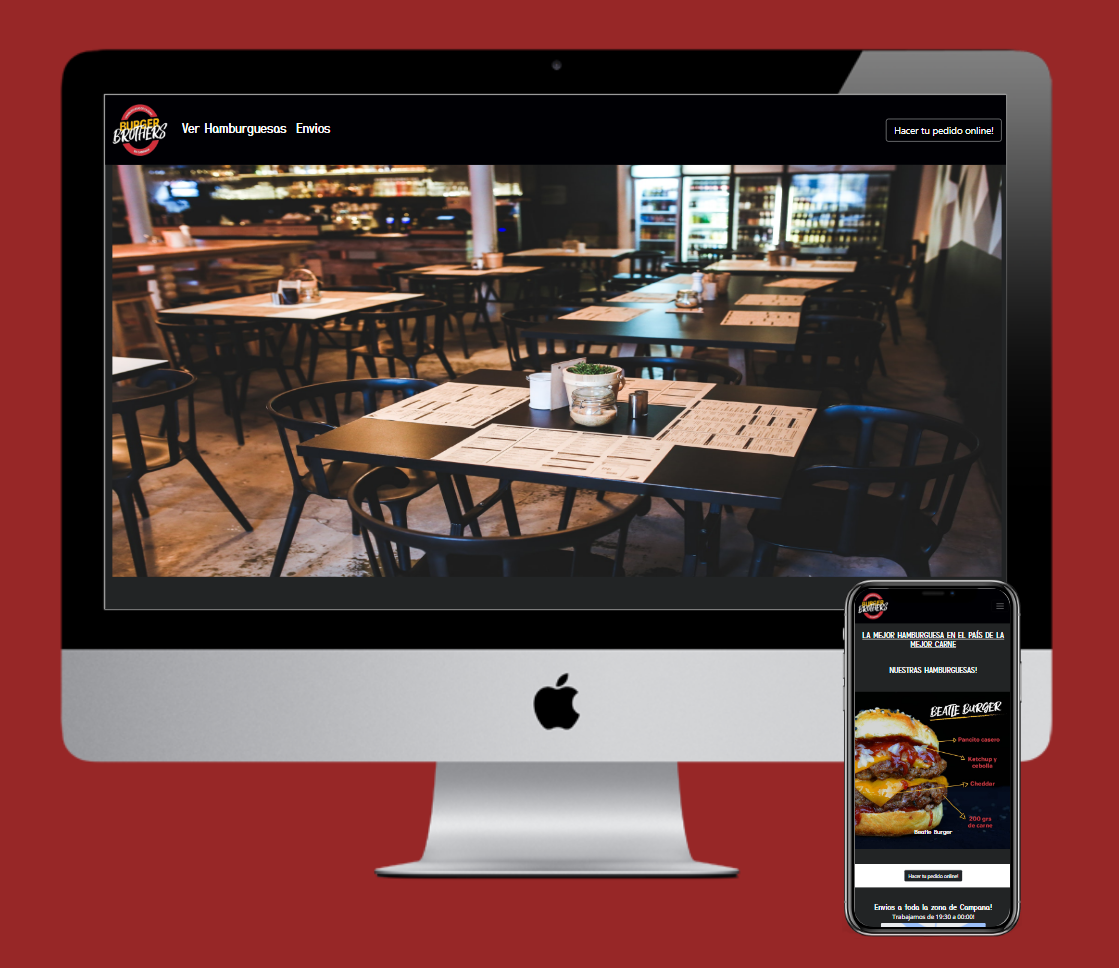 BURGER
BROTHERS
Ver Hamburguesas Envios
Hacer tu pedido online!
BURGER
BROTHERS
LA MEJOR HAMBURGUESA EN EL PAÍS DE LA
MEJOR CARNE
NUESTRAS HAMBURGUESAS!
BEATLE BURGER
Pancito casero
Ketchup y
cebolla
Cheddar
200 grs
de carne
Beatle Burger
Hacer tu pedido online!
Envios a toda la zona de Campana!
Trabajamos de 19:30 a 00:00!